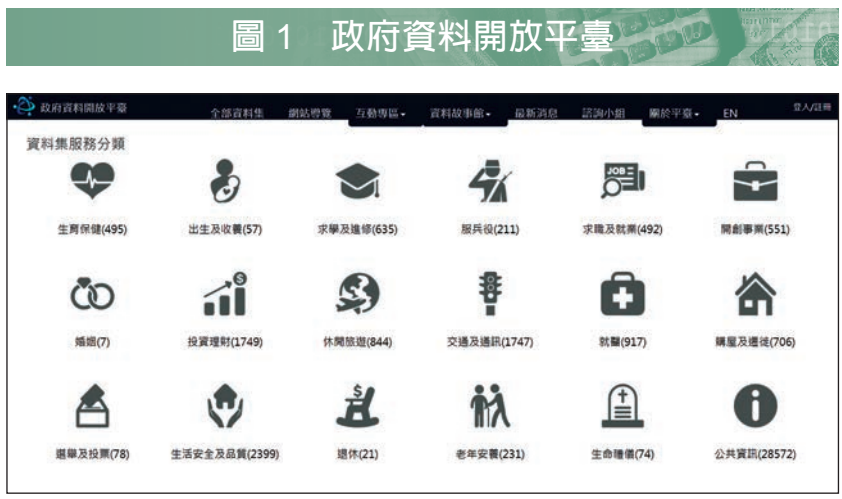 圖 1 政府資料開放平臺
政府資料開放平臺 全部資料集 網站導覽 互動專區 資料故事館 最新消息 諮詢小組 關於平臺 EN 登入/註冊
資料集服務分類
JOB
生育保健(495) 出生及收養(57) 求學及進修(635) 服兵役(211) 求職及就業(492) 開創事業(551)
$
婚姻(7) 投資理財(1749) 休閒旅遊(844) 交通及通訊(1747) 就醫(917) 購屋及遷徙(706)
$
選舉及投票(78) 生活安全及品質(2399) 退休(21) 老年安養(231) 生命禮儀(74) 公共資訊(28572)